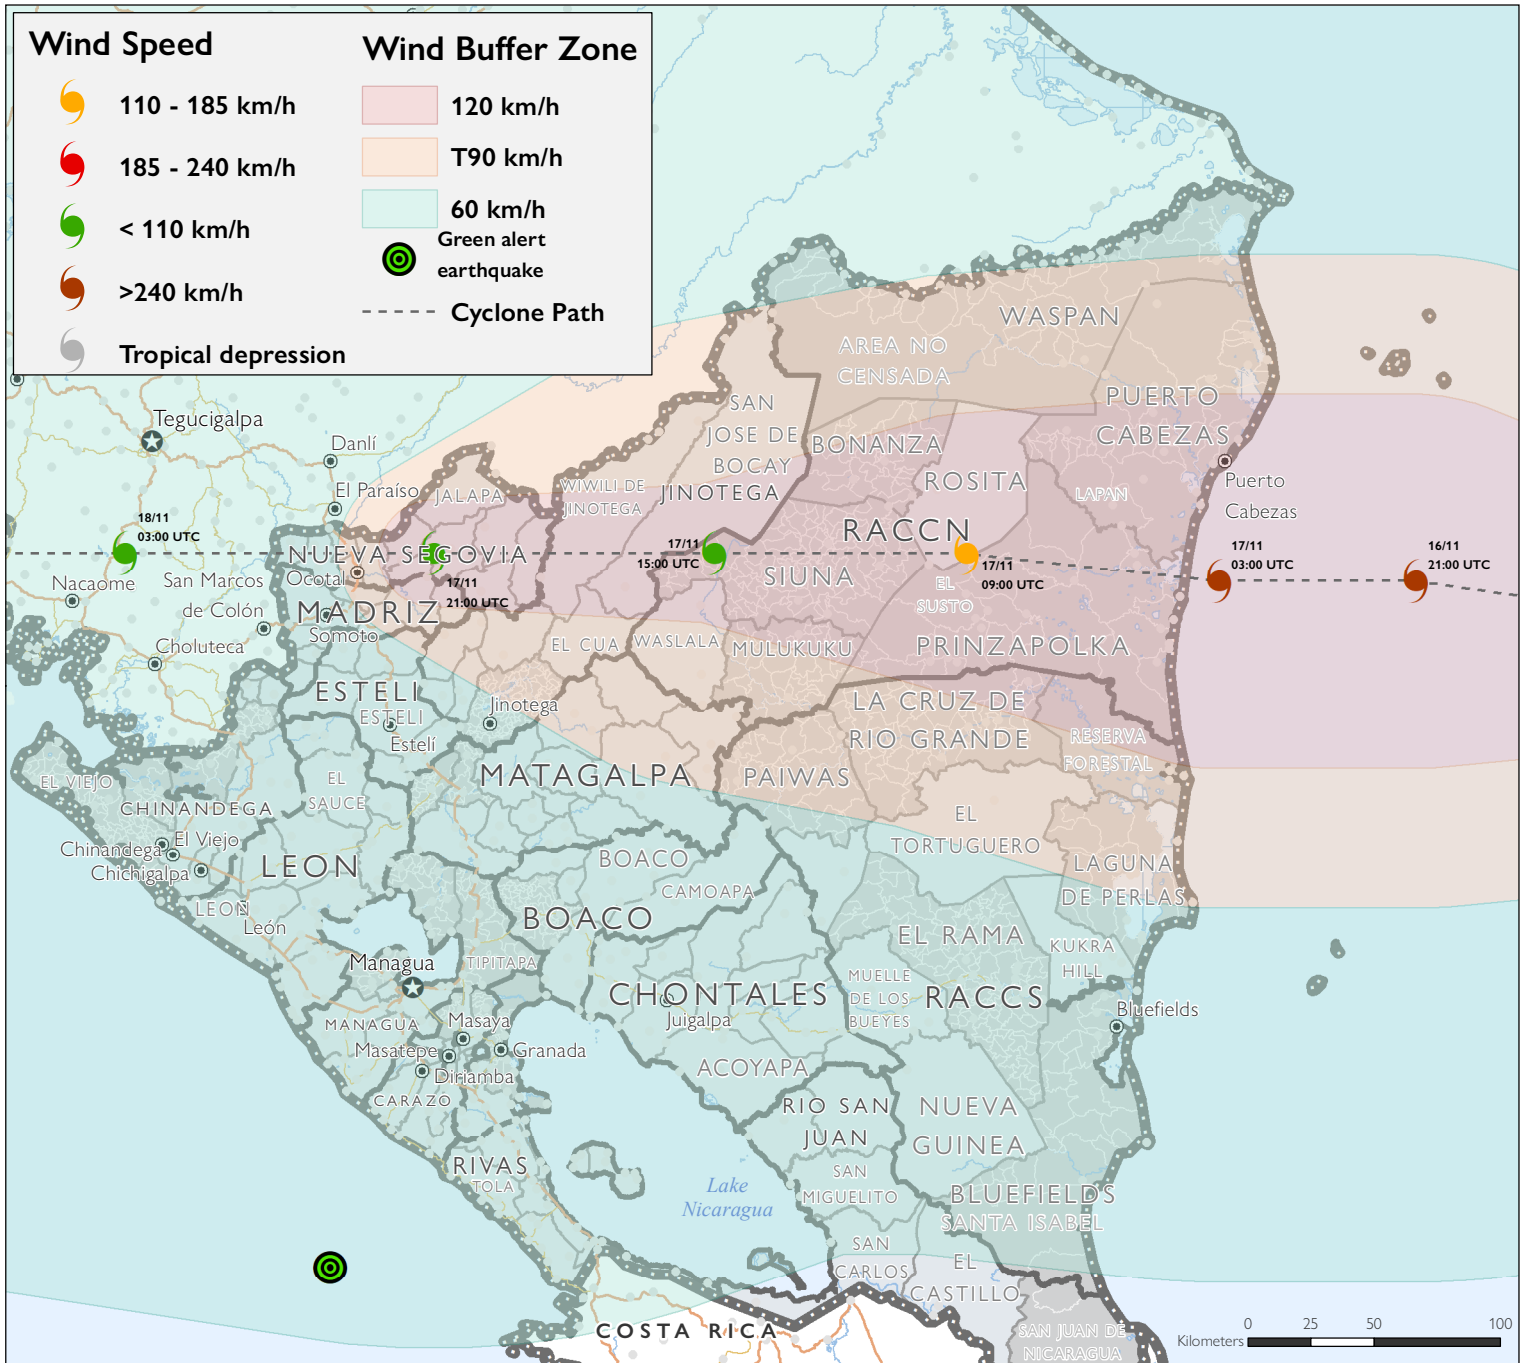 Wind Speed
110 - 185 km/h
185 - 240 km/h
< 110 km/h
>240 km/h
Tropical depression
Wind Buffer Zone
120 km/h
T90 km/h
60 km/h
Green alert
earthquake
Cyclone Path
WASPAN
AREA NO
CENSADA
PUERTO
CABEZAS
SAN
JOSE DE
BOCAY
BONANZA
Tegucigalpa
Danlí
El Paraíso
JALAPA
WIWILI DE
JINOTEGA
JINOTEGA
ROSITA
LAPAN
Puerto
Cabezas
18/11
03:00 UTC
NUEVA SEGOVIA
17/11
15:00 UTC
RACCN
17/11
09:00 UTC
17/11
03:00 UTC
16/11
21:00 UTC
Nacaome
San Marcos
de Colón
Ocotal
17/11
21:00 UTC
SIUNA
EL
SUSTO
MADRIZ
Somoto
Choluteca
EL CUA
WASLALA
MULUKUKU
PRINZAPOLKA
ESTELI
ESTELI
Estelí
Jinotega
LA CRUZ DE
RIO GRANDE
RESERVA
FORESTAL
EL VIEJO
EL
SAUCE
MATAGALPA
PAIWAS
CHINANDEGA
El Viejo
Chinandega
Chichigalpa
LEON
EL
TORTUGUERO
BOACO
CAMOAPA
LAGUNA
DE PERLAS
LEON
León
BOACO
EL RAMA
KUKRA
HILL
Managua
TIPITAPA
CHONTALES
Juigalpa
MUELLE
DE LOS
BUEYES
RACCS
Bluefields
MANAGUA
Masaya
Masatepe
Granada
Diriamba
CARAZO
ACOYAPA
RIO SAN
JUAN
NUEVA
GUINEA
RIVAS
TOLA
Lake
Nicaragua
SAN
MIGUELITO
BLUEFIELDS
SANTA ISABEL
SAN
CARLOS
EL
CASTILLO
COSTA RICA
SAN JUAN DE
NICARAGUA
0 25 50 100
Kilometers